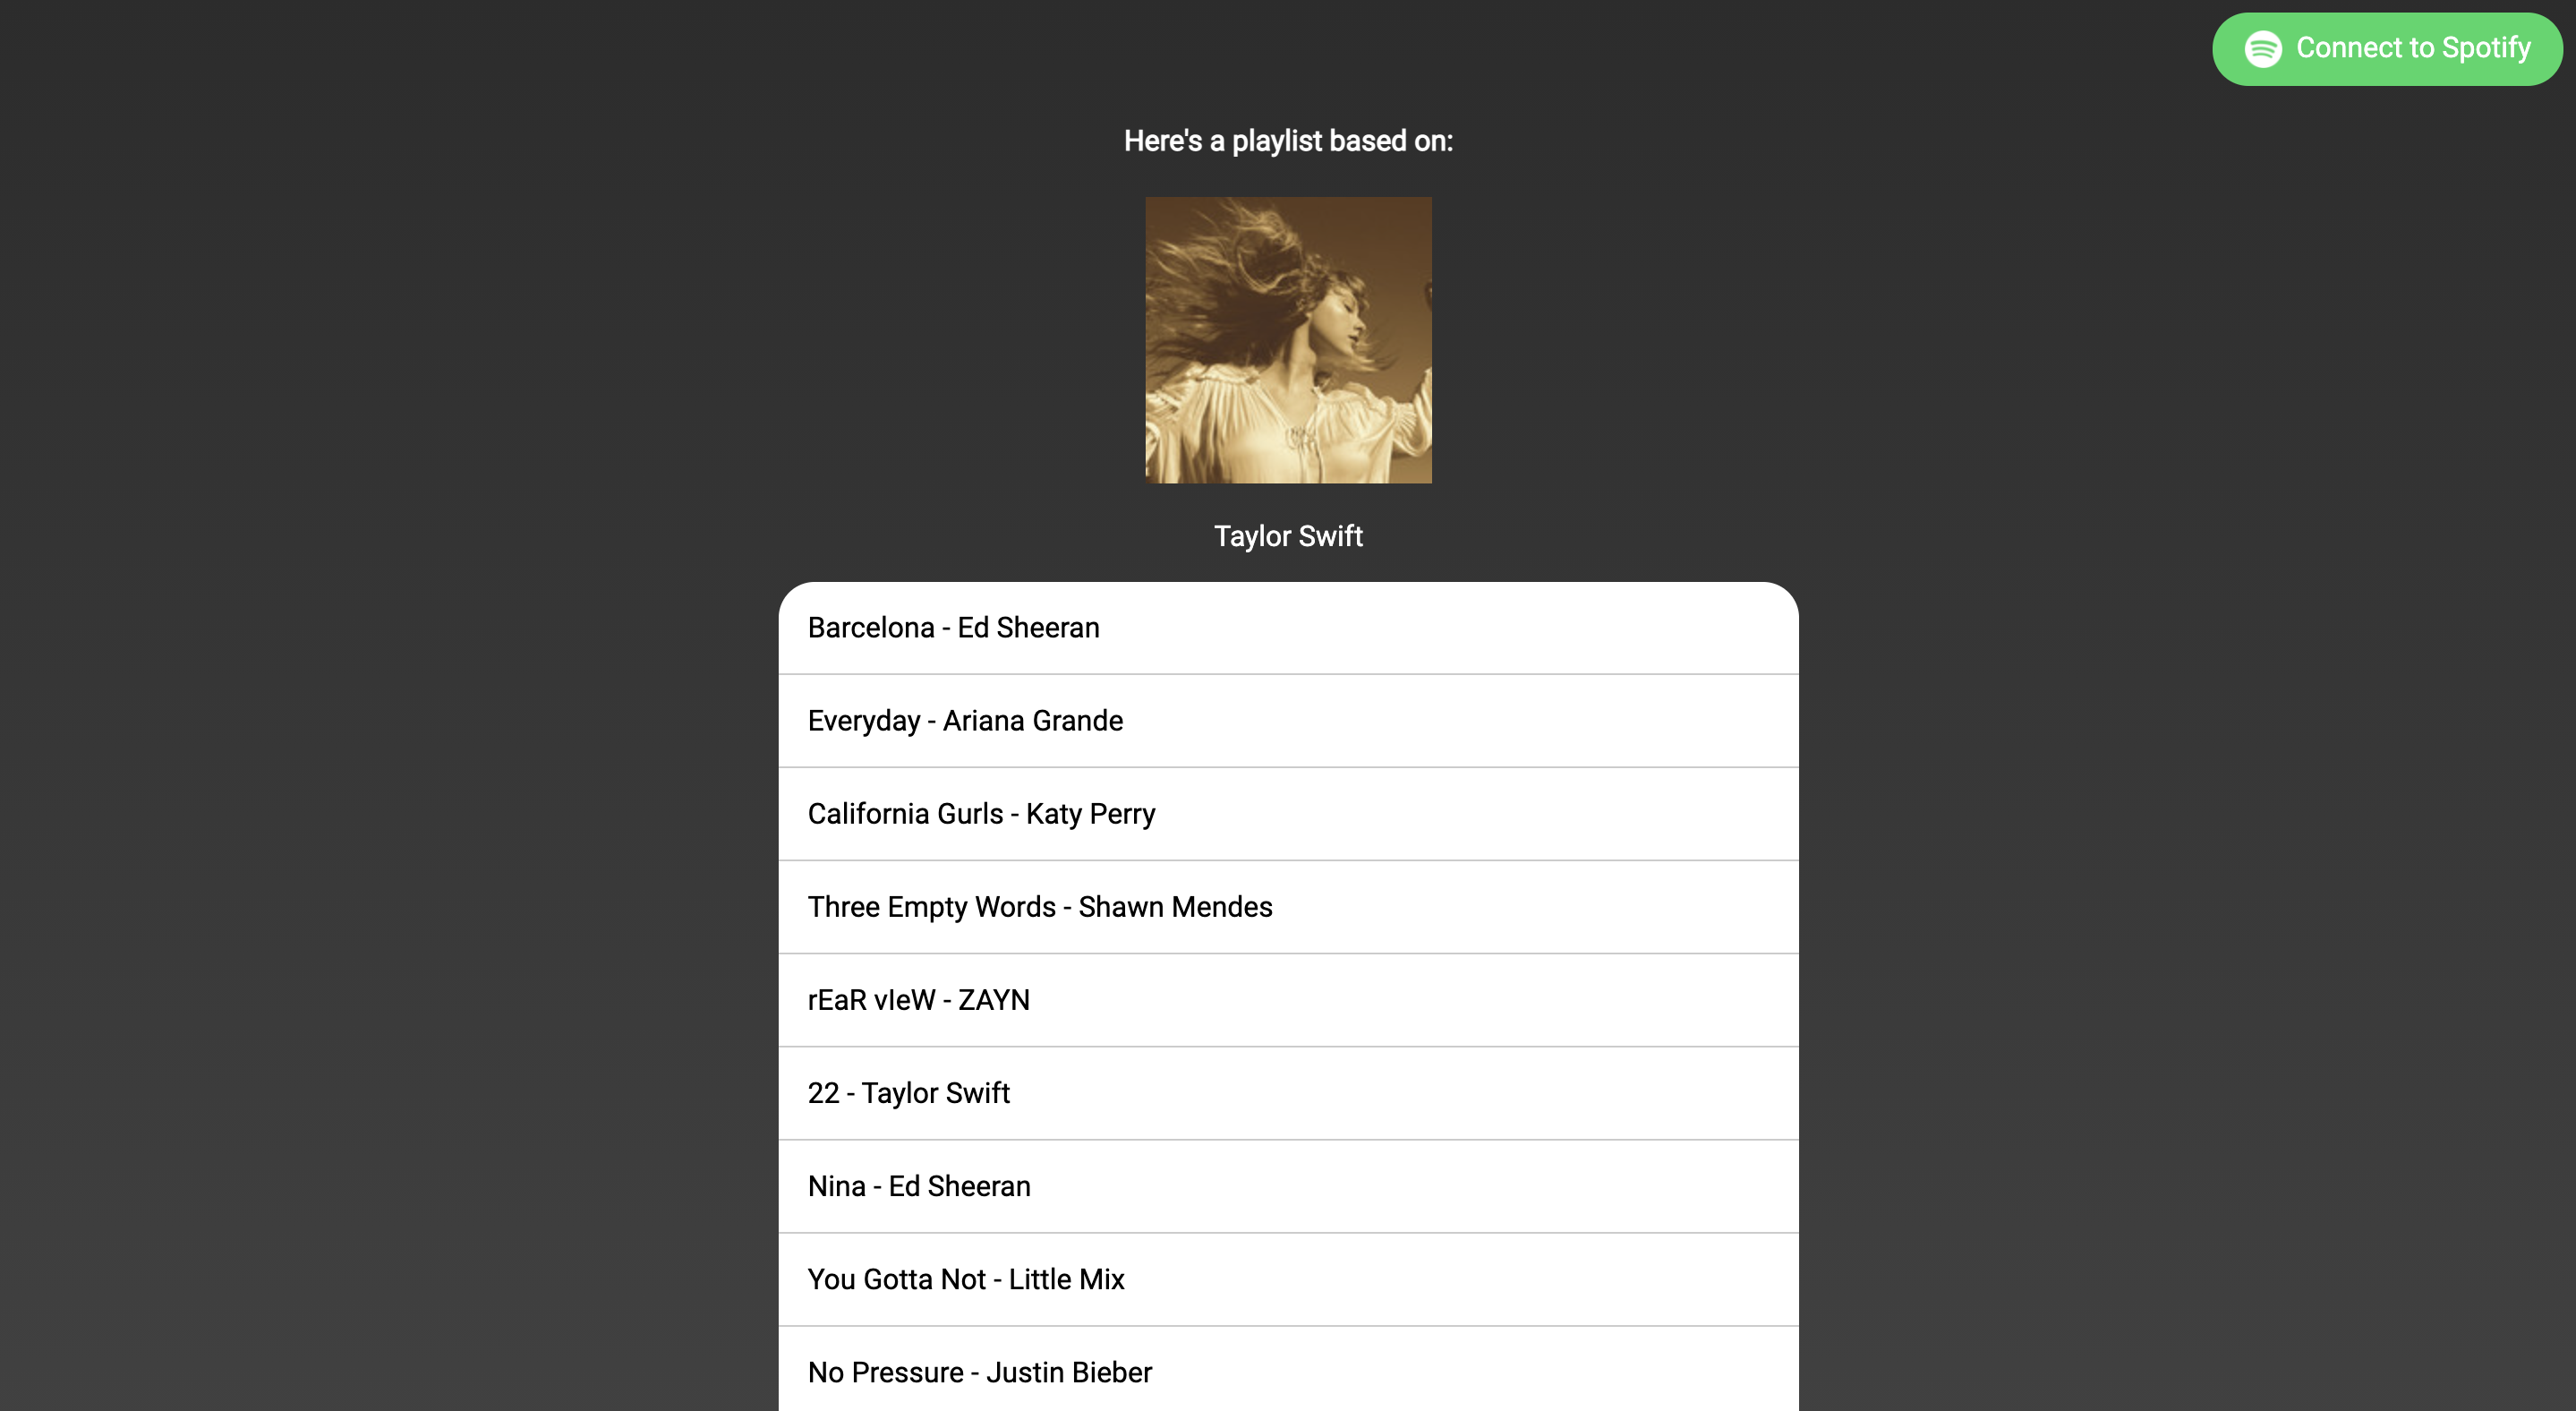 Connect to Spotify
Here's a playlist based on:
Taylor Swift
Barcelona - Ed Sheeran
Everyday - Ariana Grande
California Gurls - Katy Perry
Three Empty Words - Shawn Mendes
rEaR vIeW - ZAYN
22 - Taylor Swift
Nina - Ed Sheeran
You Gotta Not - Little Mix
No Pressure - Justin Bieber